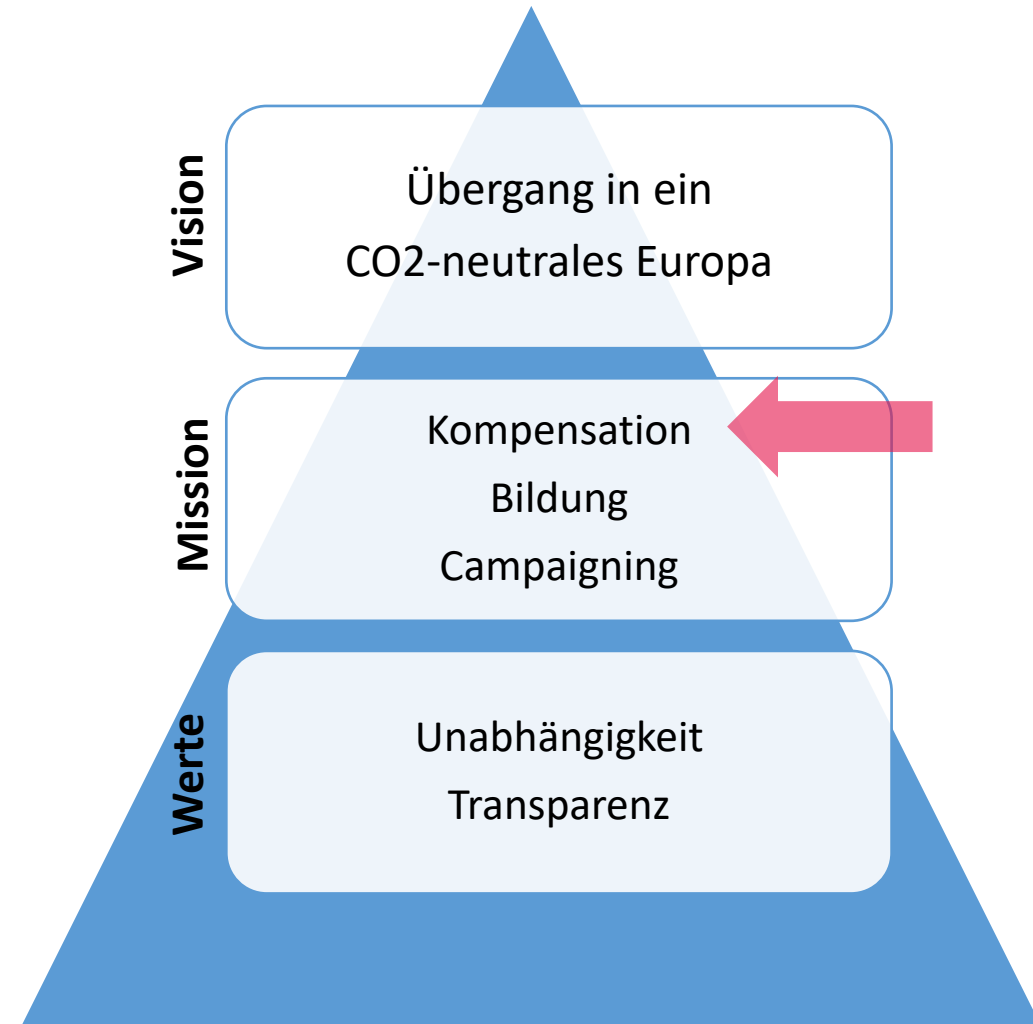 Vision
Übergang in ein
CO2-neutrales Europa
Mission
Kompensation
Bildung
Campaigning
Werte
Unabhängigkeit
Transparenz